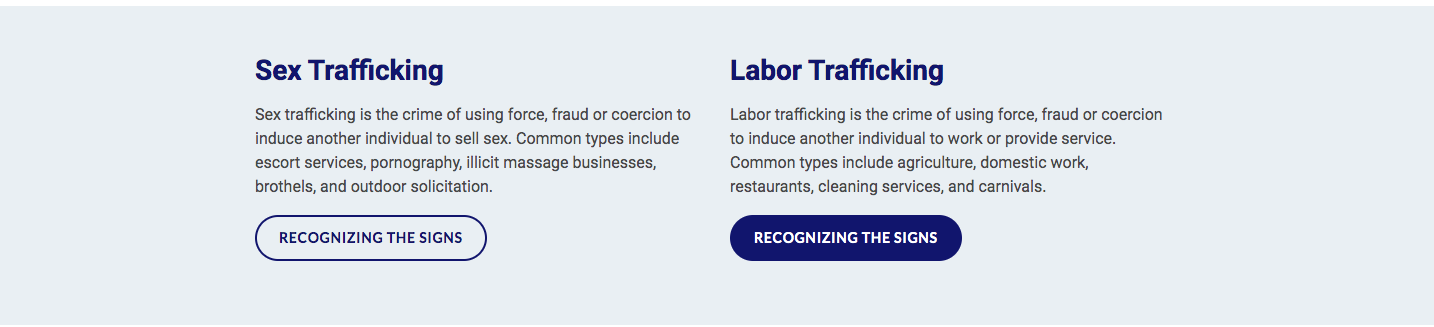 Sex Trafficking
Sex trafficking is the crime of using force, fraud or coercion to
induce another individual to sell sex. Common types include
escort services, pornography, illicit massage businesses,
brothels, and outdoor solicitation.
RECOGNIZING THE SIGNS
Labor Trafficking
Labor trafficking is the crime of using force, fraud or coercion
to induce another individual to work or provide service.
Common types include agriculture, domestic work,
restaurants, cleaning services, and carnivals.
RECOGNIZING THE SIGNS